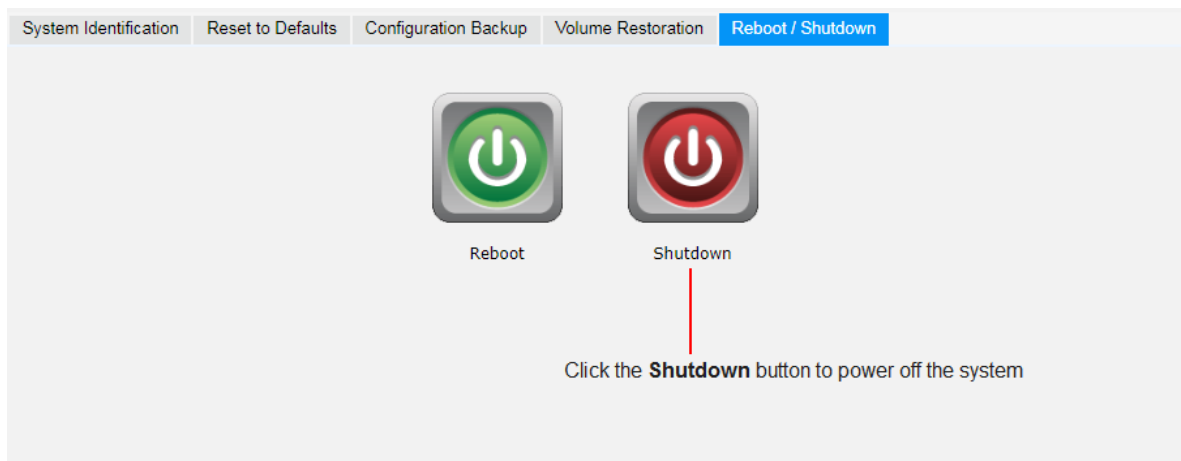 System Identification Reset to Defaults Configuration Backup Volume Restoration Reboot / Shutdown
Reboot Shutdown
Click the Shutdown button to power off the system